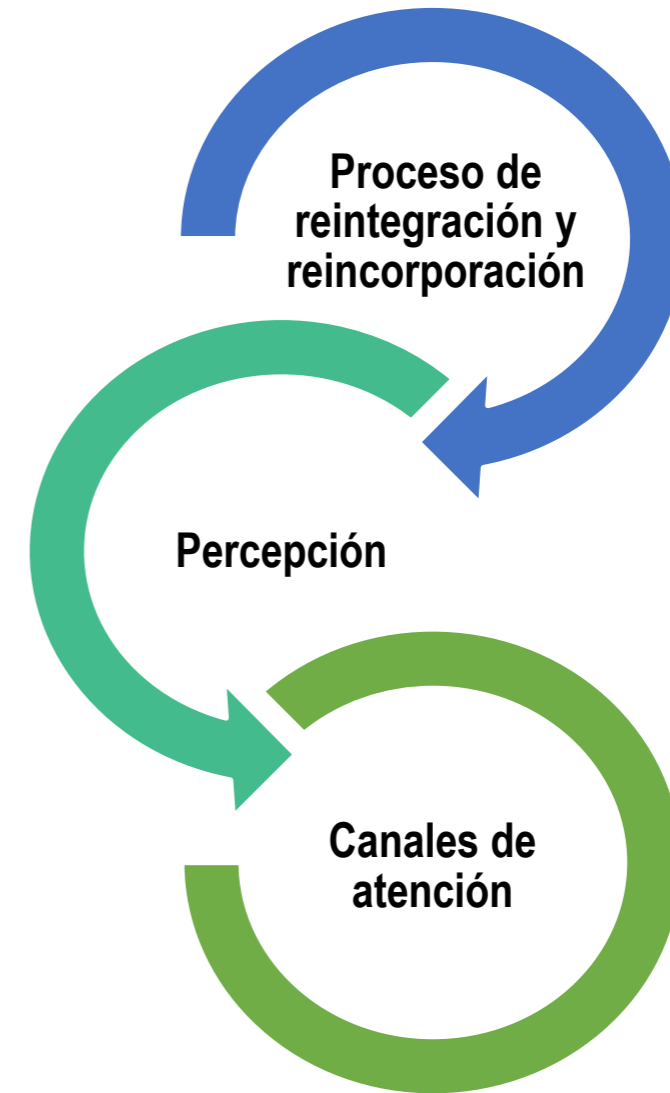 Proceso de
reintegración y
reincorporación
Percepción
Canales de
atención